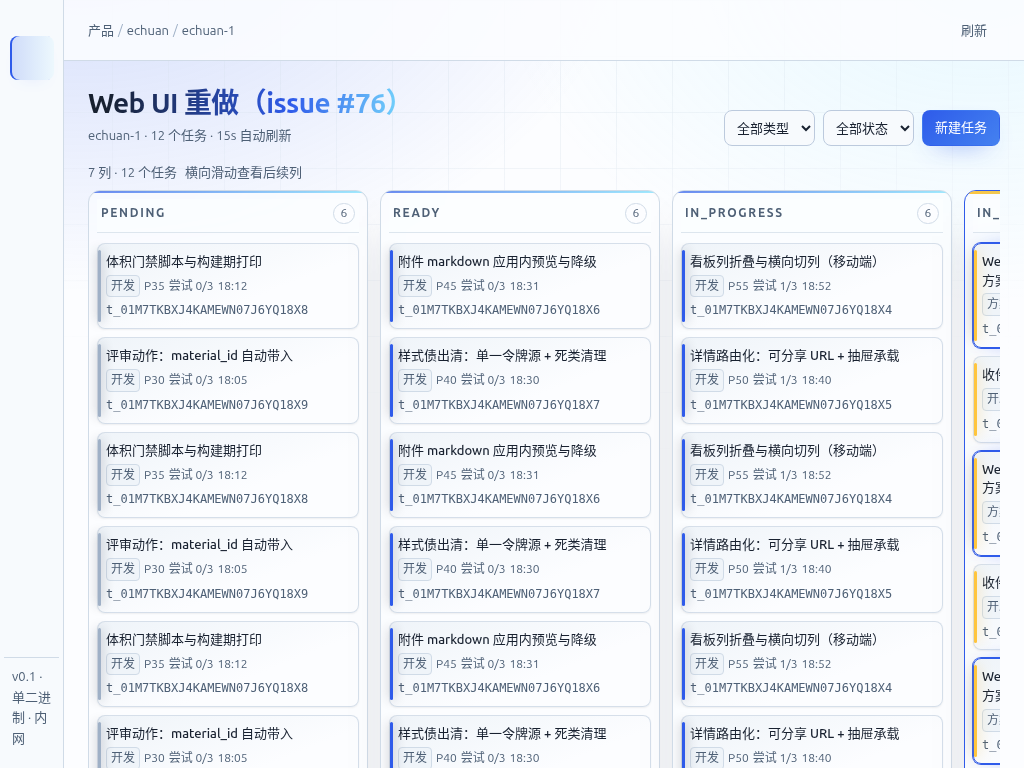 产品 / echuan / echuan-1
刷新
Web UI 重做（issue #76）
echuan-1 · 12 个任务 · 15s 自动刷新
全部类型
全部状态
新建任务
7 列 · 12 个任务 横向滑动查看后续列
PENDING 6
体积门禁脚本与构建期打印
开发 P35 尝试 0/3 18:12
t_01M7TKBXJ4KAMEWN07J6YQ18X8
评审动作：material_id 自动带入
开发 P30 尝试 0/3 18:05
t_01M7TKBXJ4KAMEWN07J6YQ18X9
体积门禁脚本与构建期打印
开发 P35 尝试 0/3 18:12
t_01M7TKBXJ4KAMEWN07J6YQ18X8
评审动作：material_id 自动带入
开发 P30 尝试 0/3 18:05
t_01M7TKBXJ4KAMEWN07J6YQ18X9
体积门禁脚本与构建期打印
开发 P35 尝试 0/3 18:12
t_01M7TKBXJ4KAMEWN07J6YQ18X8
评审动作：material_id 自动带入
开发 P30 尝试 0/3 18:05
READY 6
附件 markdown 应用内预览与降级
开发 P45 尝试 0/3 18:31
t_01M7TKBXJ4KAMEWN07J6YQ18X6
样式债出清：单一令牌源 + 死类清理
开发 P40 尝试 0/3 18:30
t_01M7TKBXJ4KAMEWN07J6YQ18X7
附件 markdown 应用内预览与降级
开发 P45 尝试 0/3 18:31
t_01M7TKBXJ4KAMEWN07J6YQ18X6
样式债出清：单一令牌源 + 死类清理
开发 P40 尝试 0/3 18:30
t_01M7TKBXJ4KAMEWN07J6YQ18X7
附件 markdown 应用内预览与降级
开发 P45 尝试 0/3 18:31
t_01M7TKBXJ4KAMEWN07J6YQ18X6
样式债出清：单一令牌源 + 死类清理
开发 P40 尝试 0/3 18:30
IN_PROGRESS 6
看板列折叠与横向切列（移动端）
开发 P55 尝试 1/3 18:52
t_01M7TKBXJ4KAMEWN07J6YQ18X4
详情路由化：可分享 URL + 抽屉承载
开发 P50 尝试 1/3 18:40
t_01M7TKBXJ4KAMEWN07J6YQ18X5
看板列折叠与横向切列（移动端）
开发 P55 尝试 1/3 18:52
t_01M7TKBXJ4KAMEWN07J6YQ18X4
详情路由化：可分享 URL + 抽屉承载
开发 P50 尝试 1/3 18:40
t_01M7TKBXJ4KAMEWN07J6YQ18X5
看板列折叠与横向切列（移动端）
开发 P55 尝试 1/3 18:52
t_01M7TKBXJ4KAMEWN07J6YQ18X4
详情路由化：可分享 URL + 抽屉承载
开发 P50 尝试 1/3 18:40
IN_
v0.1 ·
单二进
制 · 内
网